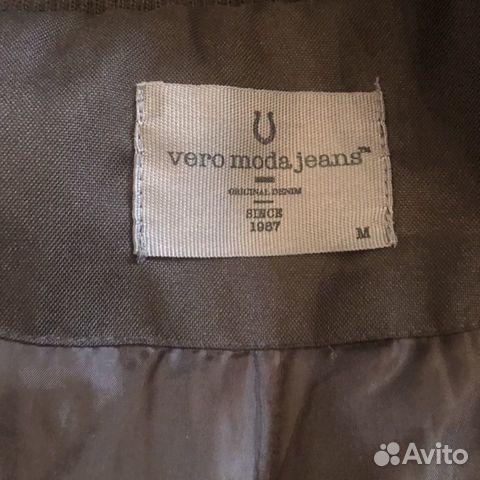 vero moda jeans™
ORIGINAL DENIM
SINCE
1987
M
Avito